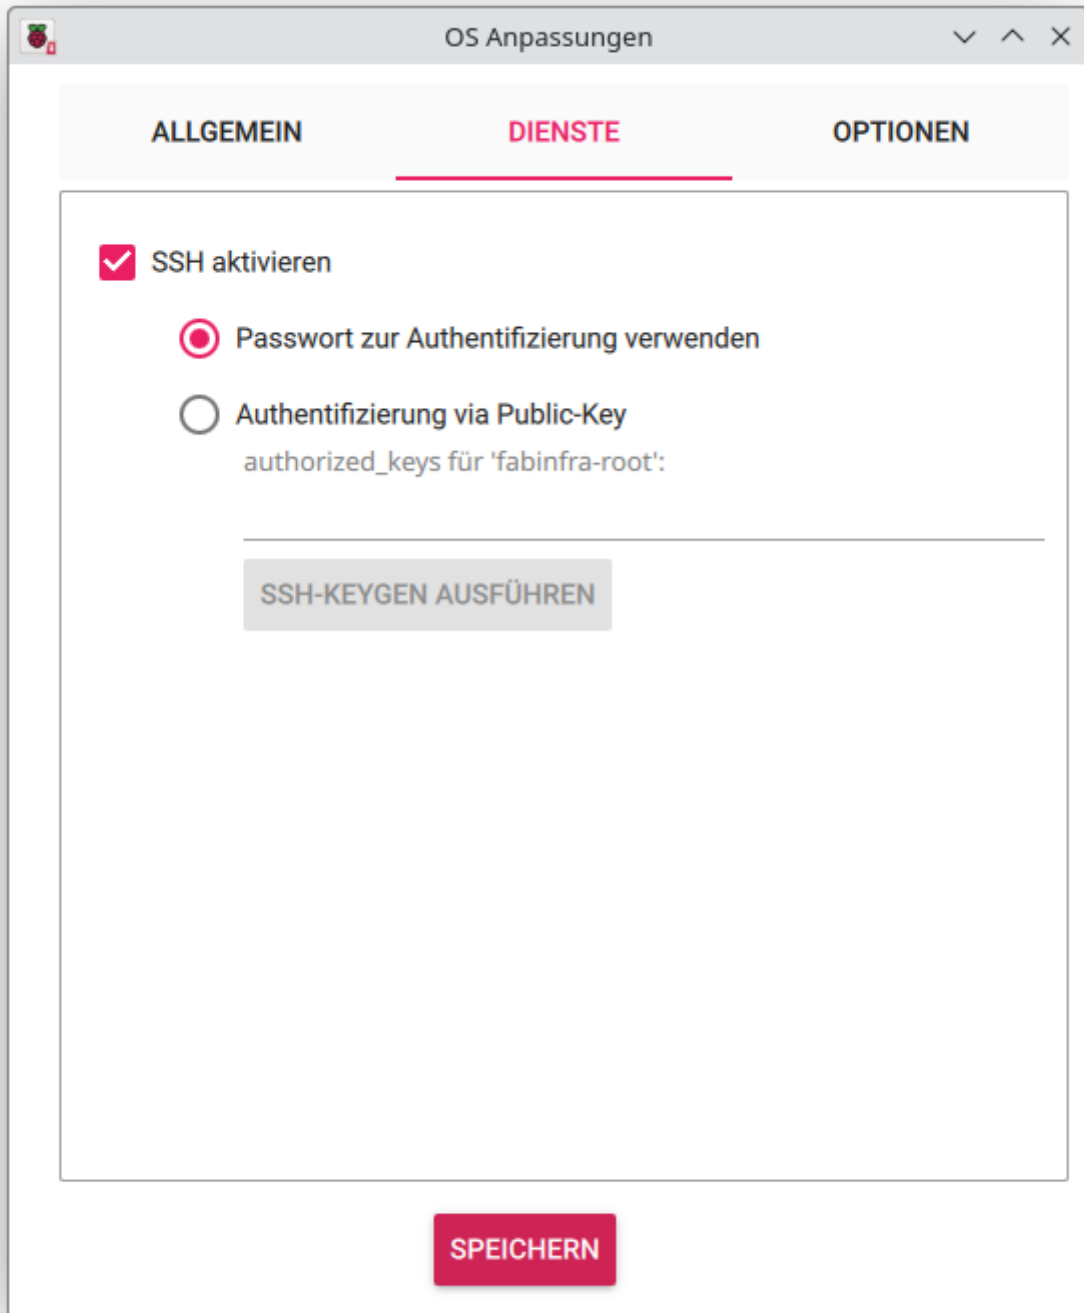 OS Anpassungen
ALLGEMEIN DIENSTE OPTIONEN
SSH aktivieren
Passwort zur Authentifizierung verwenden
Authentifizierung via Public-Key
authorized_keys für 'fabinfra-root':
SSH-KEYGEN AUSFÜHREN
SPEICHERN